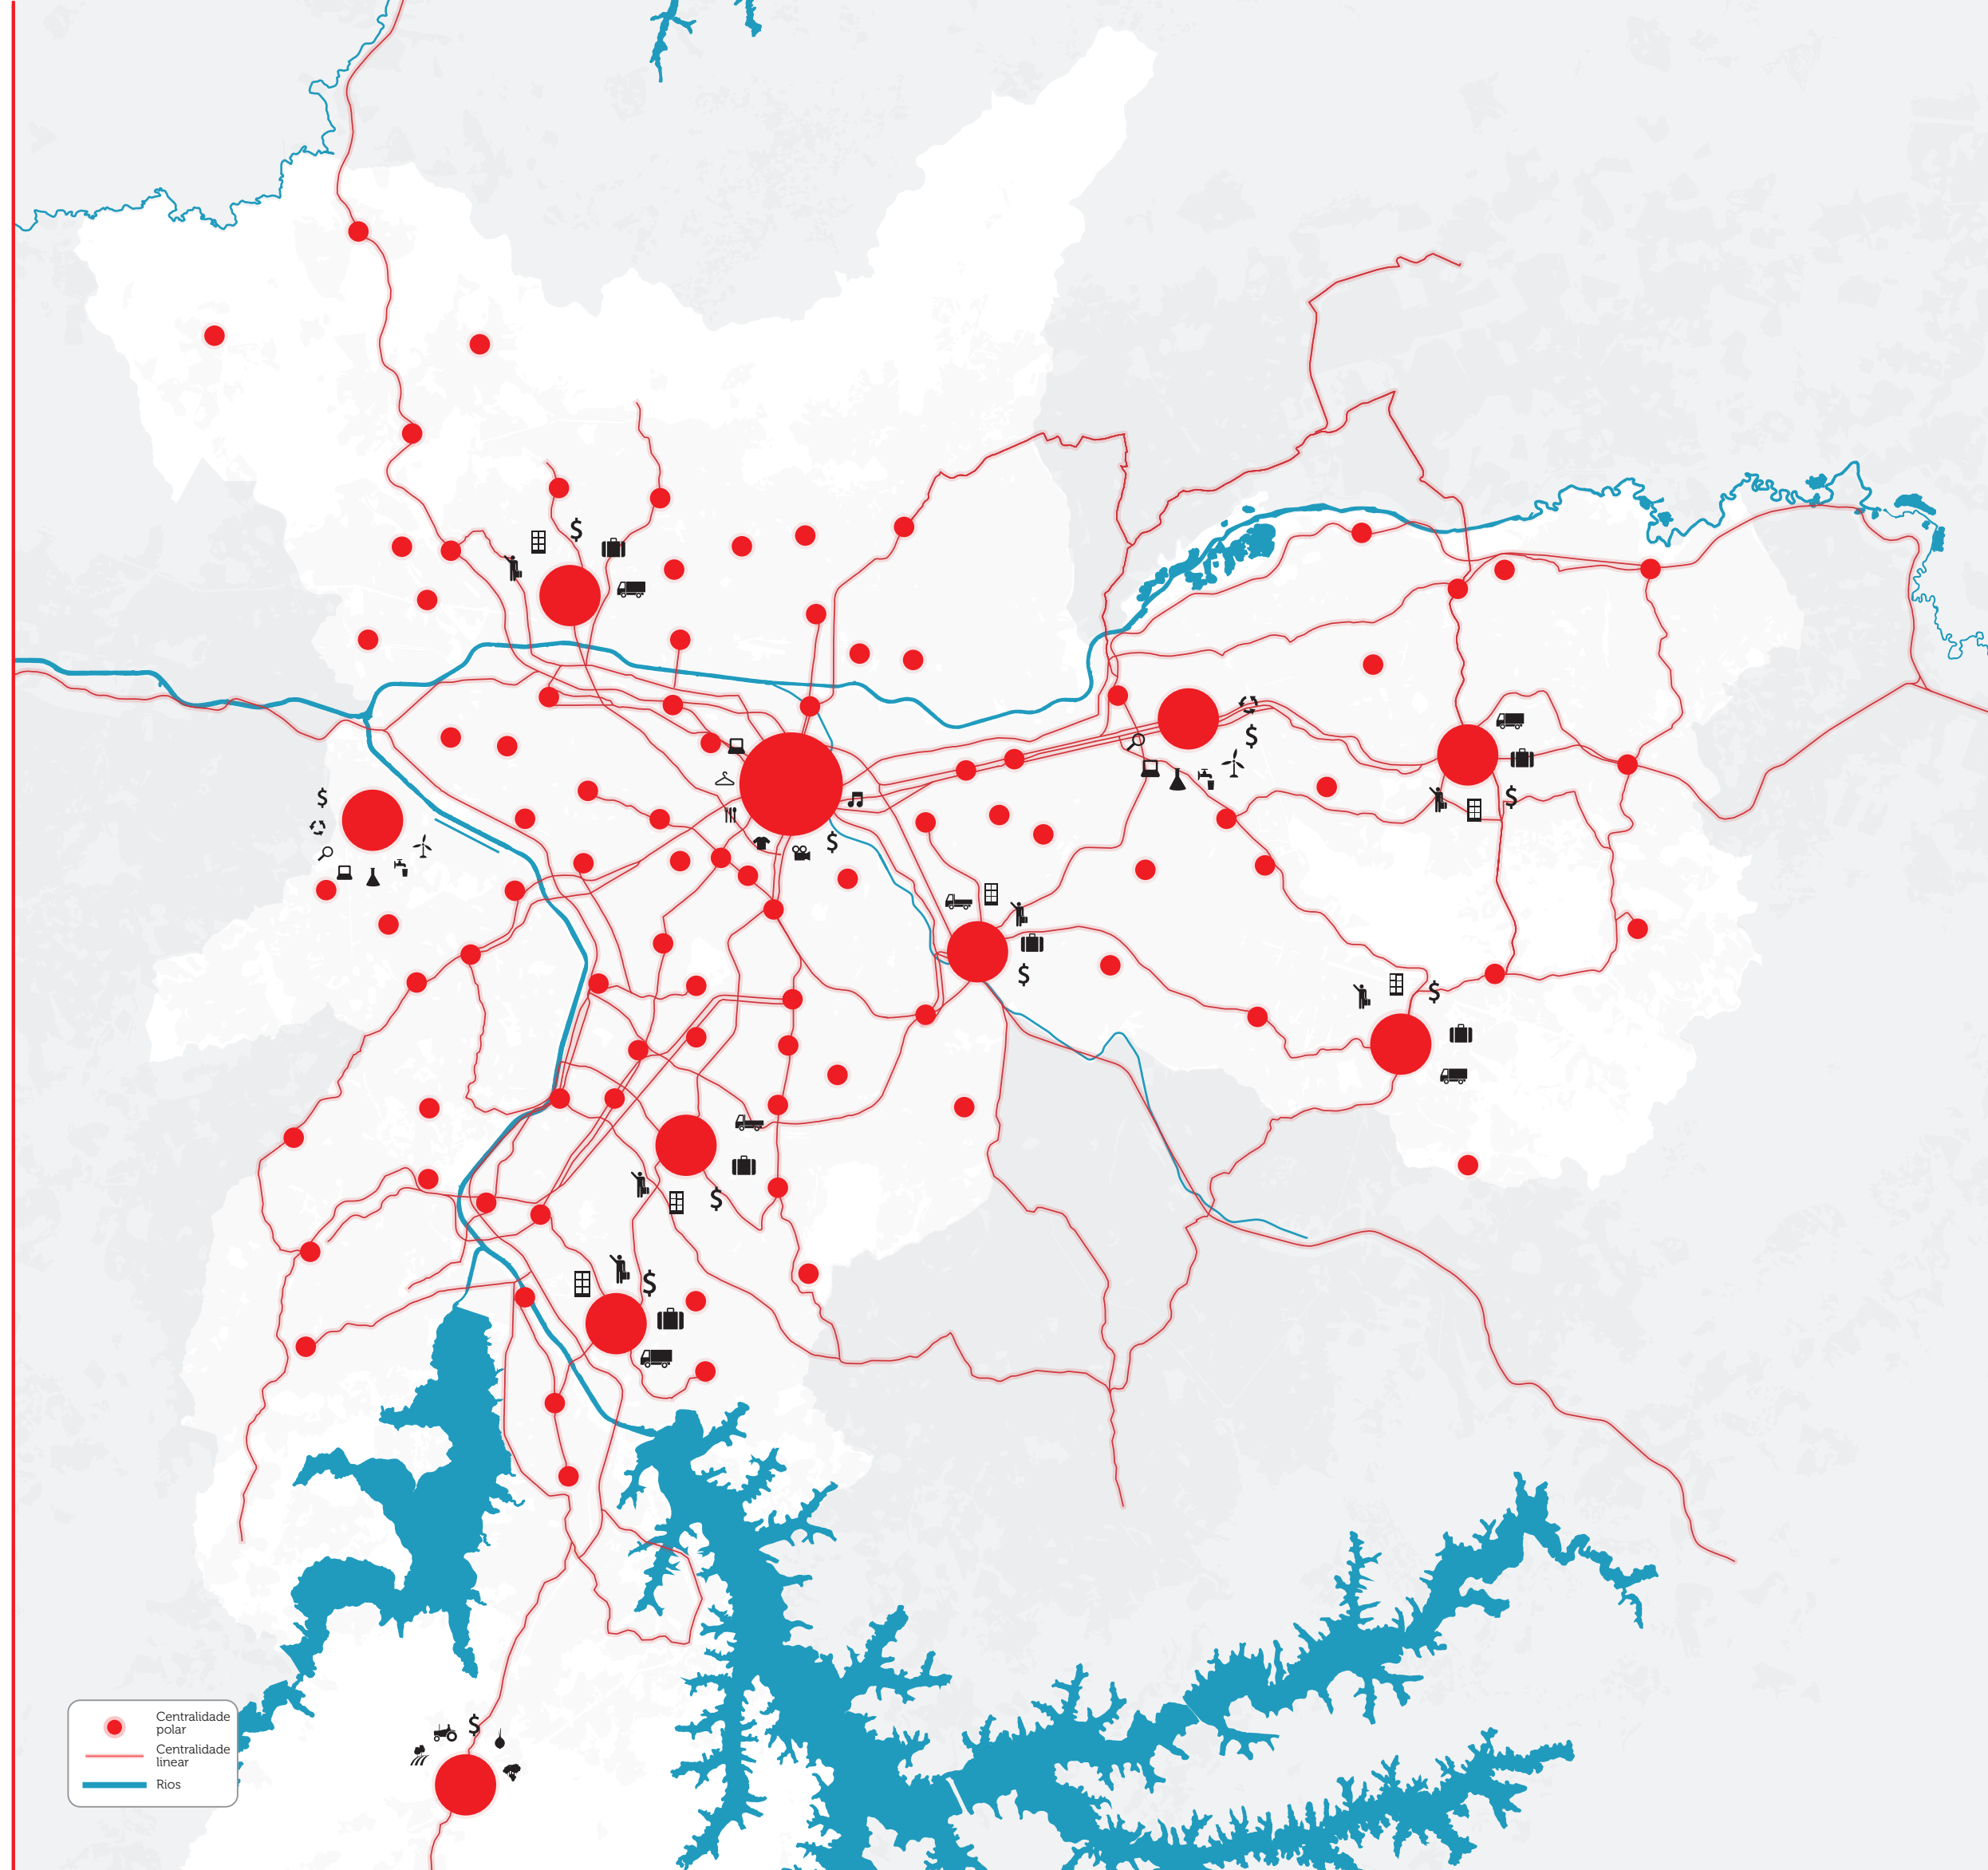 $
$
$
$
$
$
$
$
$
$
Centralidade
polar
Centralidade
linear
Rios
$